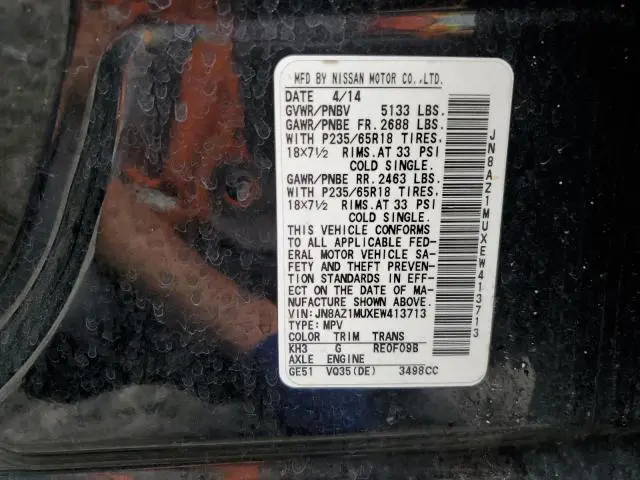 MFD BY NISSAN MOTOR CO.,LTD.
DATE 4/14
GVWR/PNBV 5133 LBS.
GAWR/PNBE FR. 2688 LBS.
WITH P235/65R18 TIRES.
18X7½ RIMS.AT 33 PSI
COLD SINGLE.
GAWR/PNBE RR. 2463 LBS.
WITH P235/65R18 TIRES.
18X7½ RIMS.AT 33 PSI
COLD SINGLE.
THIS VEHICLE CONFORMS
TO ALL APPLICABLE FED-
ERAL MOTOR VEHICLE SA-
FETY AND THEFT PREVEN-
TION STANDARDS IN EFF-
ECT ON THE DATE OF MA-
NUFACTURE SHOWN ABOVE.
VIN:JN8AZ1MUXEW413713
TYPE:MPV
COLOR TRIM TRANS
KH3 G RE0F09B
AXLE ENGINE
GE51 VQ35(DE) 3498CC
JN8AZ1MUXEW413713